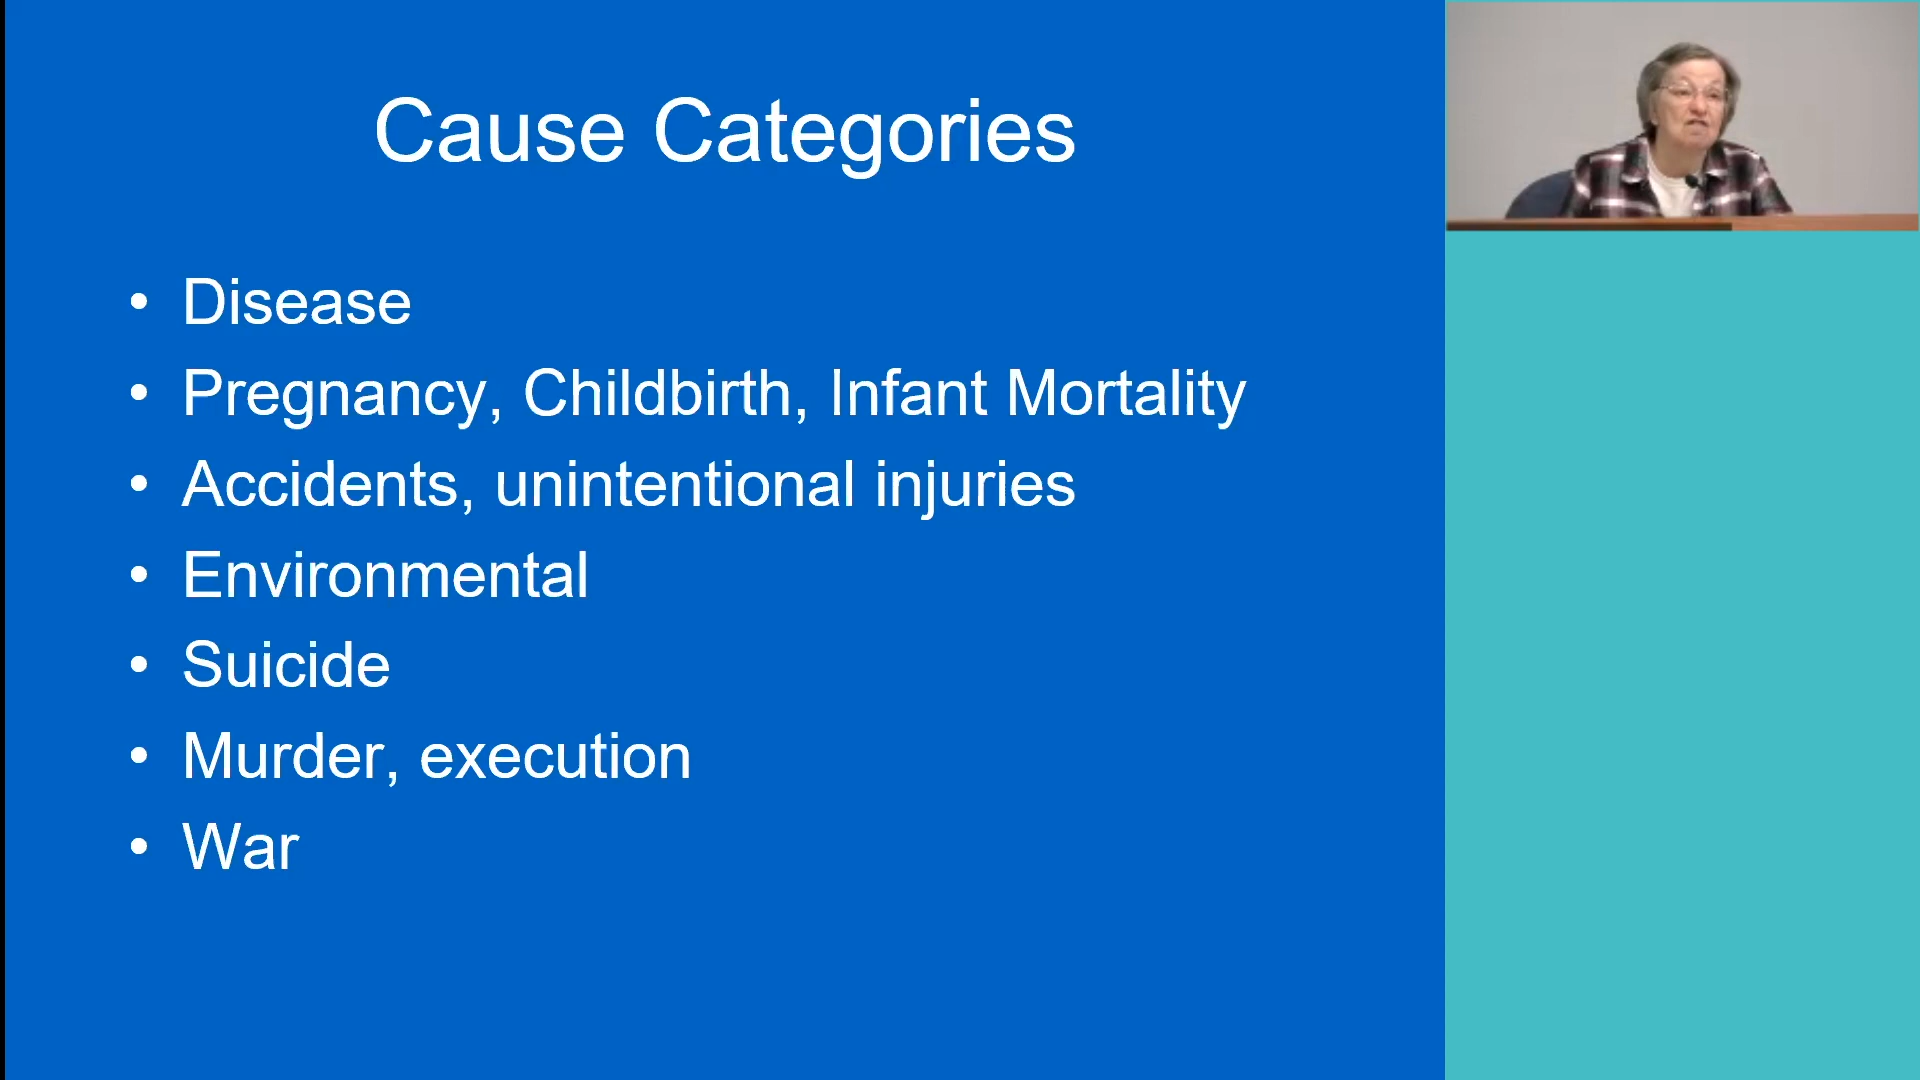 Cause Categories
• Disease
• Pregnancy, Childbirth, Infant Mortality
• Accidents, unintentional injuries
• Environmental
• Suicide
• Murder, execution
• War